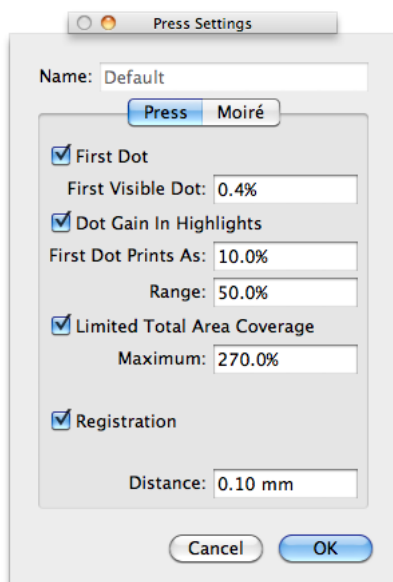 Press Settings
Name: Default
Press Moiré
First Dot
First Visible Dot: 0.4%
Dot Gain In Highlights
First Dot Prints As: 10.0%
Range: 50.0%
Limited Total Area Coverage
Maximum: 270.0%
Registration
Distance: 0.10 mm
Cancel OK